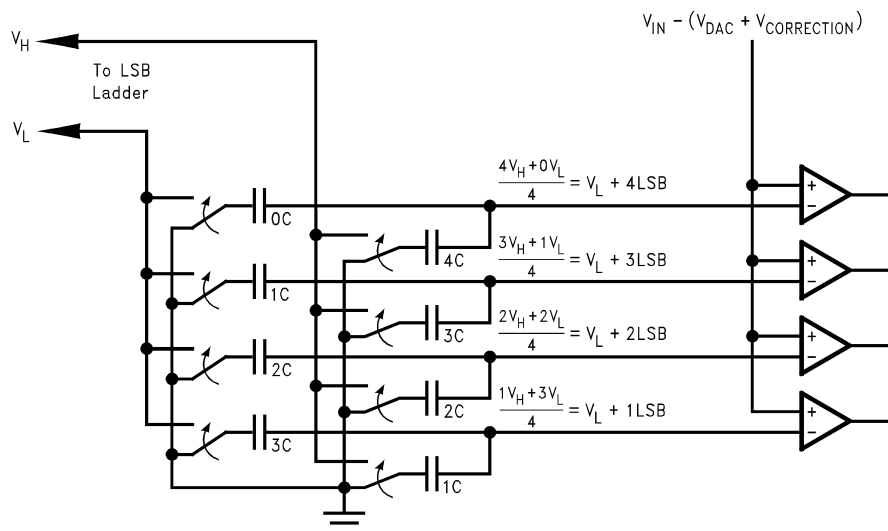 V_IN – (V_DAC + V_CORRECTION)
V_H
To LSB
Ladder
V_L
4V_H+0V_L
4
= V_L + 4LSB
+
–
0C
4C
3V_H+1V_L
4
= V_L + 3LSB
+
–
1C
3C
2V_H+2V_L
4
= V_L + 2LSB
+
–
2C
2C
1V_H+3V_L
4
= V_L + 1LSB
+
–
3C
1C